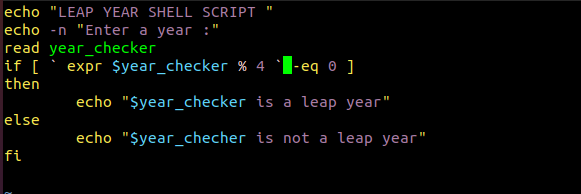 echo "LEAP YEAR SHELL SCRIPT "
echo -n "Enter a year :"
read year_checker
if [ ` expr $year_checker % 4 ` -eq 0 ]
then
        echo "$year_checker is a leap year"
else
        echo "$year_checher is not a leap year"
fi
~